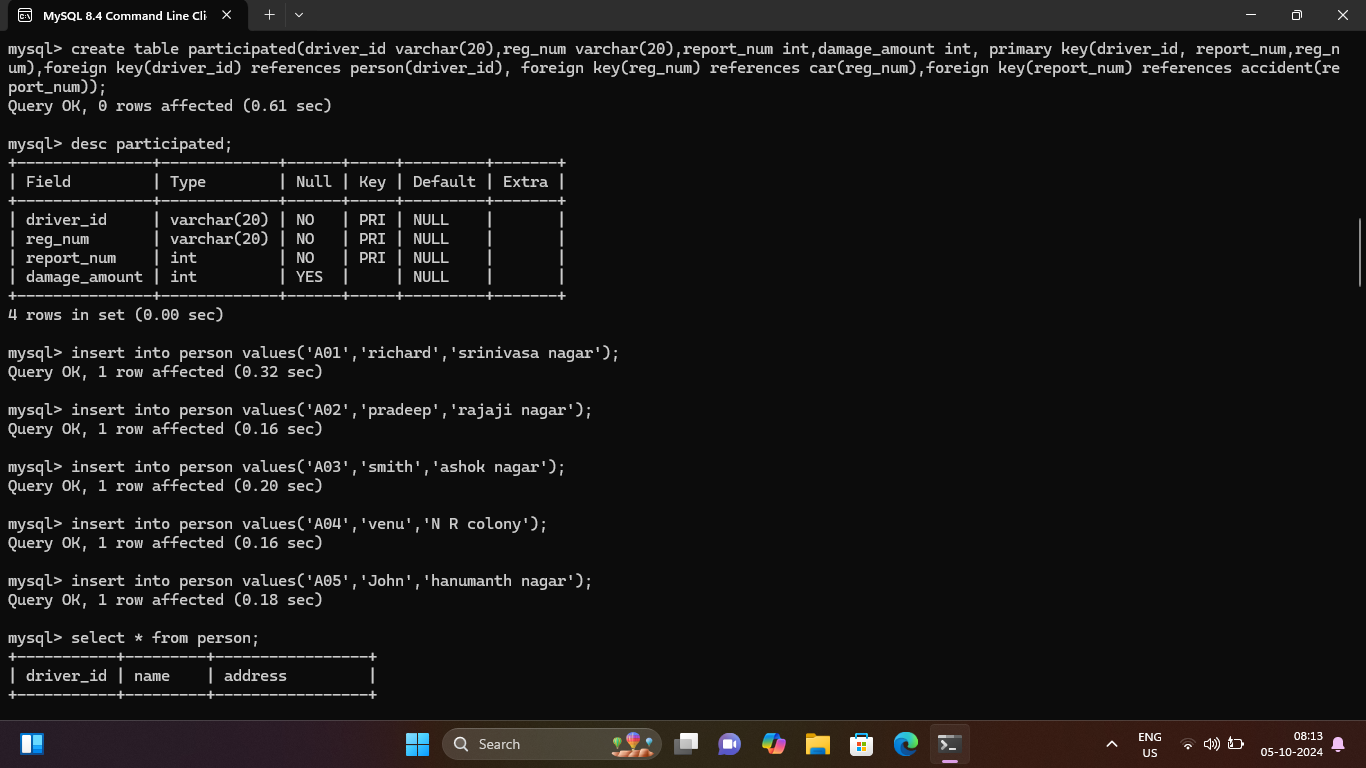 MySQL 8.4 Command Line Cli
mysql> create table participated(driver_id varchar(20),reg_num varchar(20),report_num int,damage_amount int, primary key(driver_id, report_num,reg_n
um),foreign key(driver_id) references person(driver_id), foreign key(reg_num) references car(reg_num),foreign key(report_num) references accident(re
port_num));
Query OK, 0 rows affected (0.61 sec)
mysql> desc participated;
+---------------+-------------+------+-----+---------+-------+
| Field         | Type        | Null | Key | Default | Extra |
+---------------+-------------+------+-----+---------+-------+
| driver_id     | varchar(20) | NO   | PRI | NULL    |       |
| reg_num       | varchar(20) | NO   | PRI | NULL    |       |
| report_num    | int         | NO   | PRI | NULL    |       |
| damage_amount | int         | YES  |     | NULL    |       |
+---------------+-------------+------+-----+---------+-------+
4 rows in set (0.00 sec)
mysql> insert into person values('A01','richard','srinivasa nagar');
Query OK, 1 row affected (0.32 sec)
mysql> insert into person values('A02','pradeep','rajaji nagar');
Query OK, 1 row affected (0.16 sec)
mysql> insert into person values('A03','smith','ashok nagar');
Query OK, 1 row affected (0.20 sec)
mysql> insert into person values('A04','venu','N R colony');
Query OK, 1 row affected (0.16 sec)
mysql> insert into person values('A05','John','hanumanth nagar');
Query OK, 1 row affected (0.18 sec)
mysql> select * from person;
+-----------+---------+-----------------+
| driver_id | name    | address         |
+-----------+---------+-----------------+
Search
ENG
US
08:13
05-10-2024